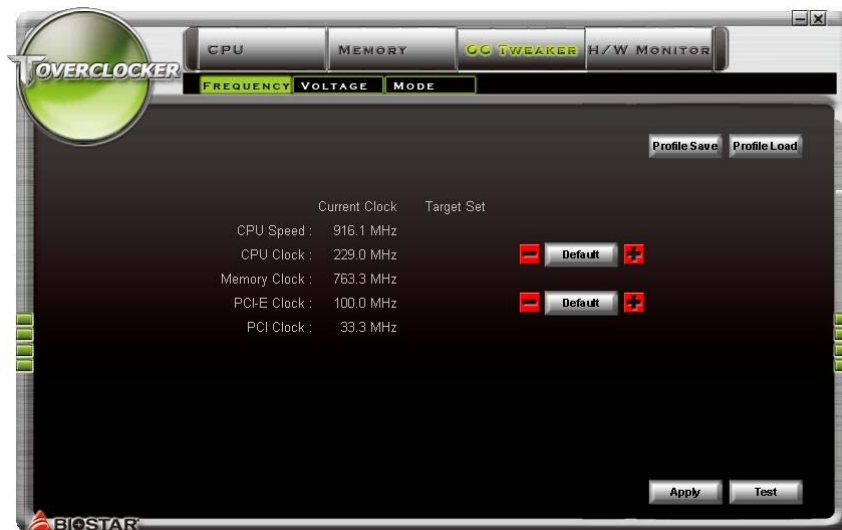 TOVERCLOCKER
CPU MEMORY OC TWEAKER H/W MONITOR
FREQUENCY VOLTAGE MODE
Profile Save Profile Load
Current Clock Target Set
CPU Speed : 916.1 MHz
CPU Clock : 229.0 MHz Default
Memory Clock : 763.3 MHz
PCI-E Clock : 100.0 MHz Default
PCI Clock : 33.3 MHz
Apply Test
BIOSTAR